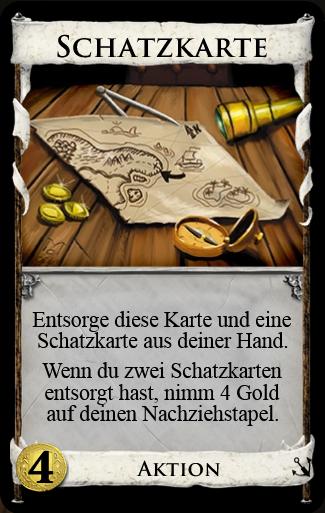 SCHATZKARTE
Entsorge diese Karte und eine
Schatzkarte aus deiner Hand.
Wenn du zwei Schatzkarten
entsorgt hast, nimm 4 Gold
auf deinen Nachziehstapel.
4
AKTION